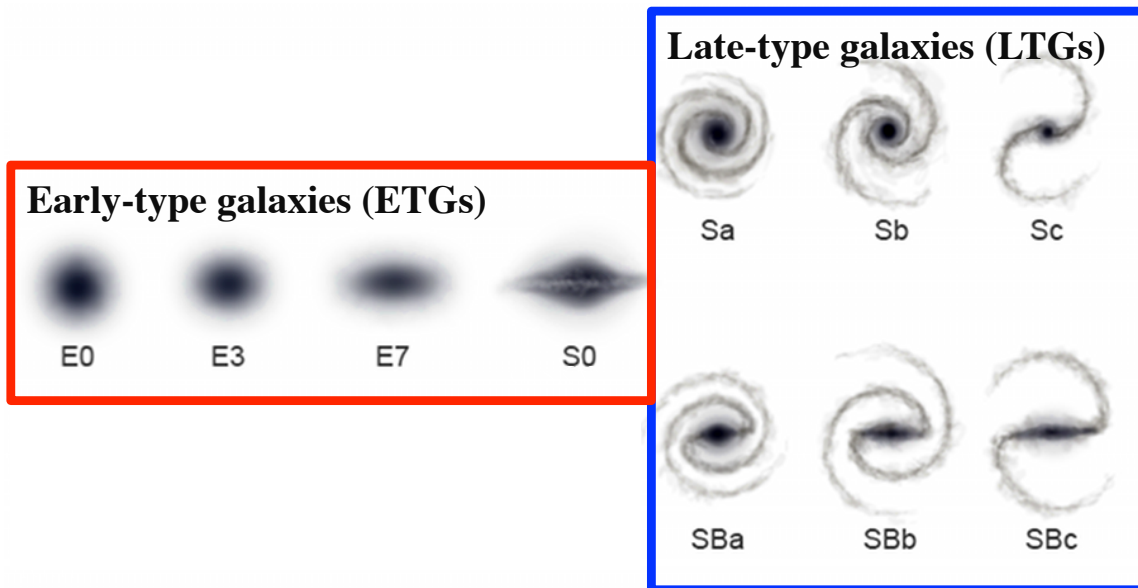 Late-type galaxies (LTGs)
Sa Sb Sc
Early-type galaxies (ETGs)
E0 E3 E7 S0
SBa SBb SBc